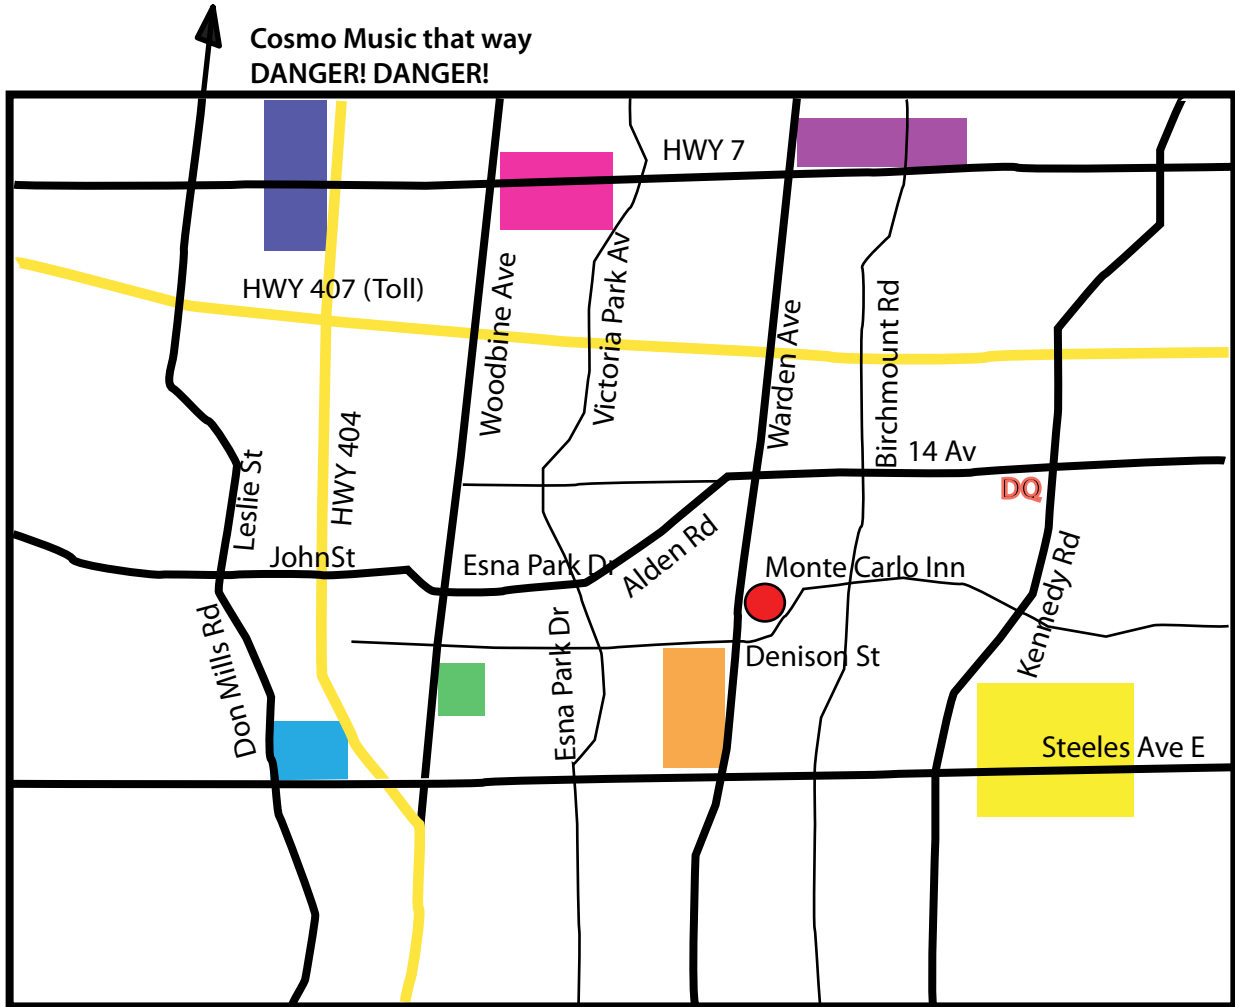 Cosmo Music that way
DANGER! DANGER!
HWY 7
HWY 407 (Toll)
Woodbine Ave
Victoria Park Av
Warden Ave
Birchmount Rd
14 Av
HWY 404
Leslie St
DQ
JohnSt
Esna Park Dr
Alden Rd
Monte Carlo Inn
Kennedy Rd
Don Mills Rd
Esna Park Dr
Denison St
Steeles Ave E